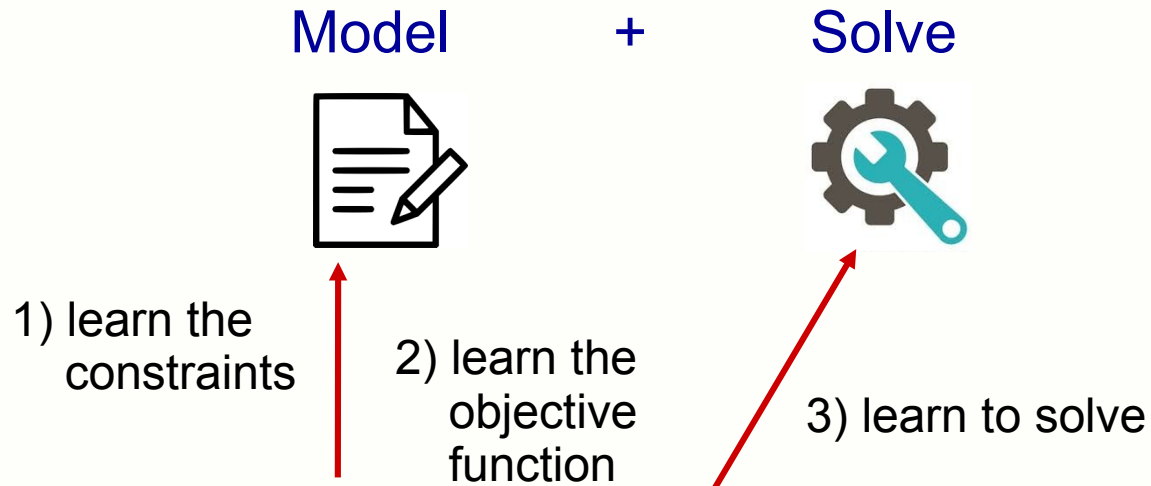 Model + Solve
1) learn the
constraints
2) learn the
objective
function
3) learn to solve